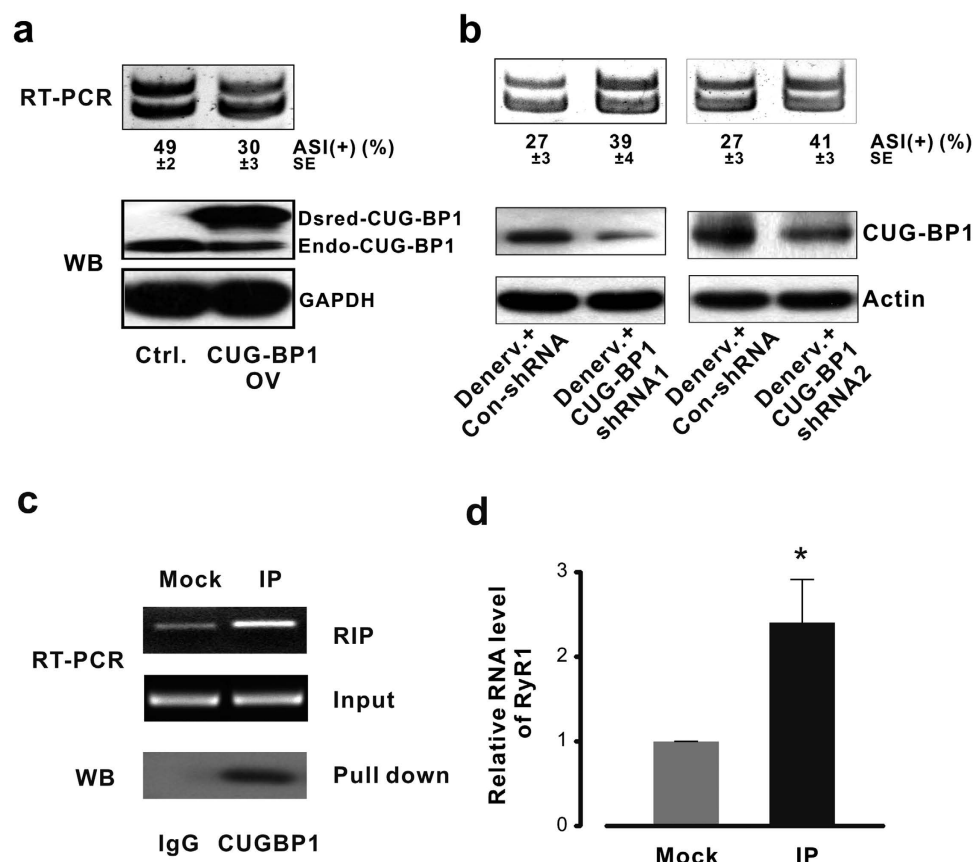 a
RT-PCR
49 30 ASI(+) (%)
±2 ±3 SE
WB
Dsred-CUG-BP1
Endo-CUG-BP1
GAPDH
Ctrl. CUG-BP1
OV
b
27 39 27 41 ASI(+) (%)
±3 ±4 ±3 ±3 SE
CUG-BP1
Actin
Denerv.+
Con-shRNA
Denerv.+
CUG-BP1
shRNA1
Denerv.+
Con-shRNA
Denerv.+
CUG-BP1
shRNA2
c
Mock IP
RT-PCR
RIP
Input
WB
Pull down
IgG CUGBP1
d
Relative RNA level
of RyR1
3
2
1
0
*
Mock IP